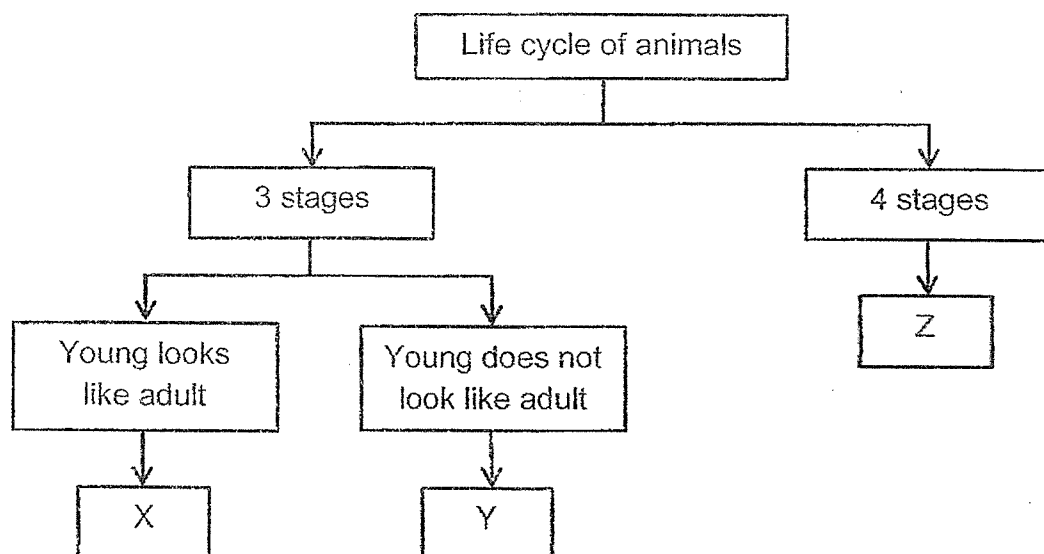 Life cycle of animals
3 stages
4 stages
Young looks
like adult
Young does not
look like adult
Z
X
Y